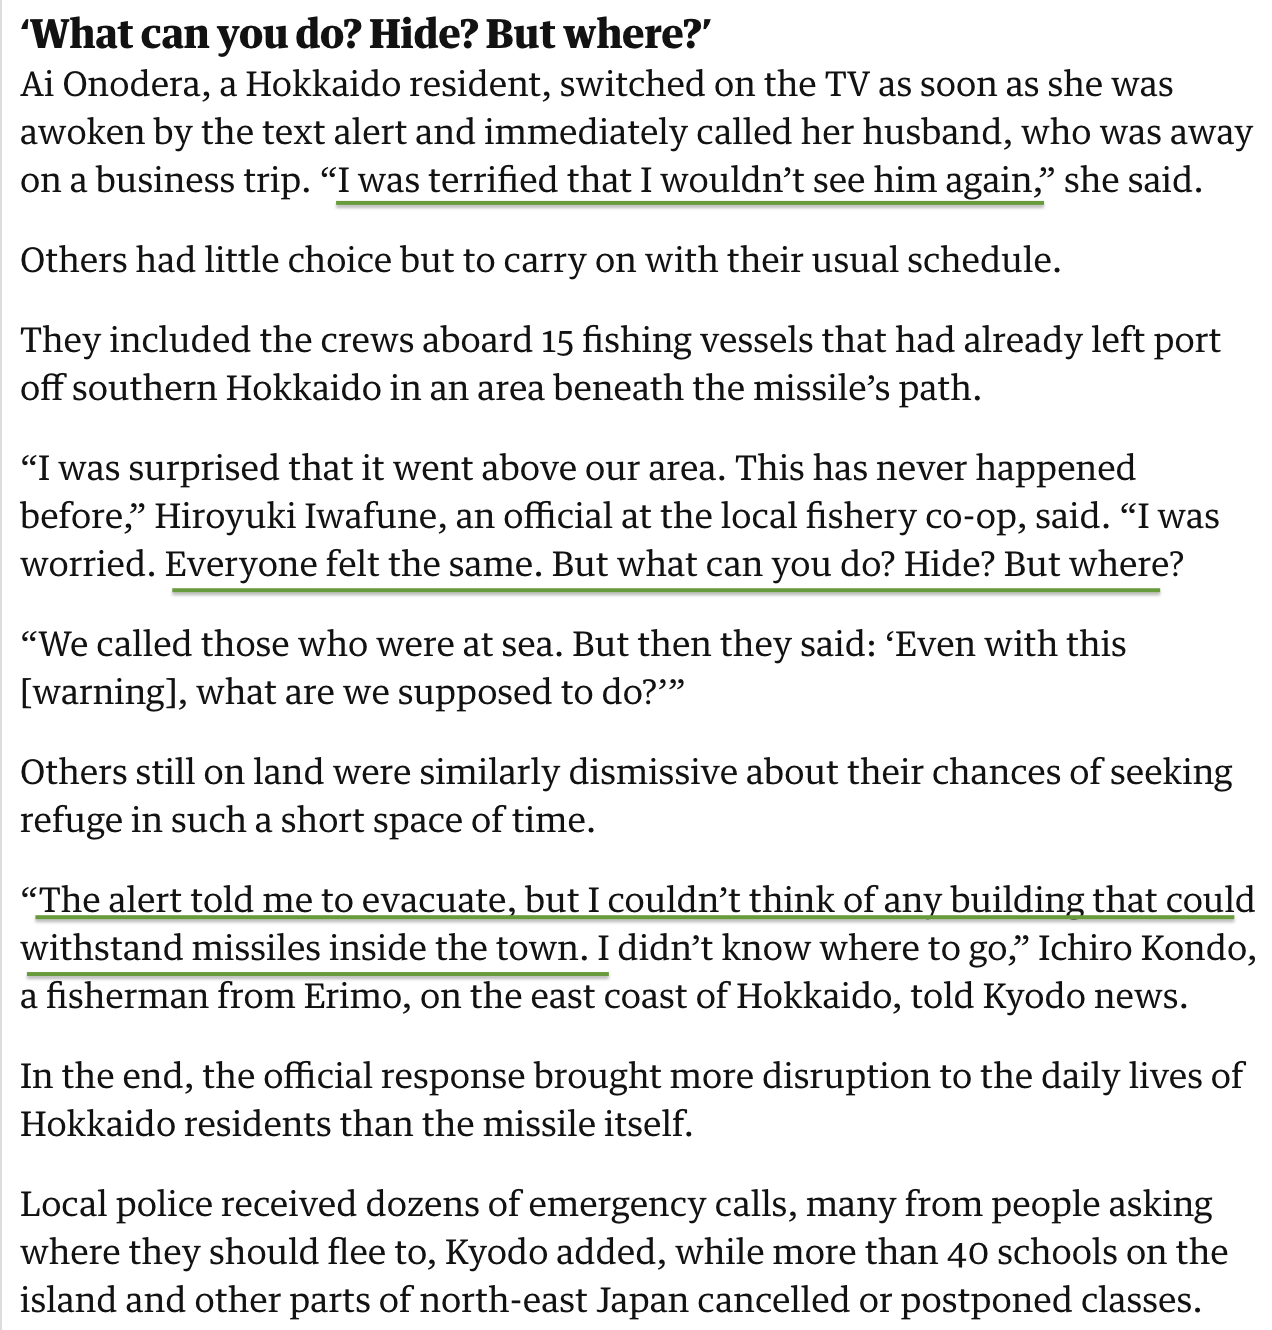 ‘What can you do? Hide? But where?’
Ai Onodera, a Hokkaido resident, switched on the TV as soon as she was
awoken by the text alert and immediately called her husband, who was away
on a business trip. “I was terrified that I wouldn’t see him again,” she said.
Others had little choice but to carry on with their usual schedule.
They included the crews aboard 15 fishing vessels that had already left port
off southern Hokkaido in an area beneath the missile’s path.
“I was surprised that it went above our area. This has never happened
before,” Hiroyuki Iwafune, an official at the local fishery co-op, said. “I was
worried. Everyone felt the same. But what can you do? Hide? But where?
“We called those who were at sea. But then they said: ‘Even with this
[warning], what are we supposed to do?’”
Others still on land were similarly dismissive about their chances of seeking
refuge in such a short space of time.
“The alert told me to evacuate, but I couldn’t think of any building that could
withstand missiles inside the town. I didn’t know where to go,” Ichiro Kondo,
a fisherman from Erimo, on the east coast of Hokkaido, told Kyodo news.
In the end, the official response brought more disruption to the daily lives of
Hokkaido residents than the missile itself.
Local police received dozens of emergency calls, many from people asking
where they should flee to, Kyodo added, while more than 40 schools on the
island and other parts of north-east Japan cancelled or postponed classes.